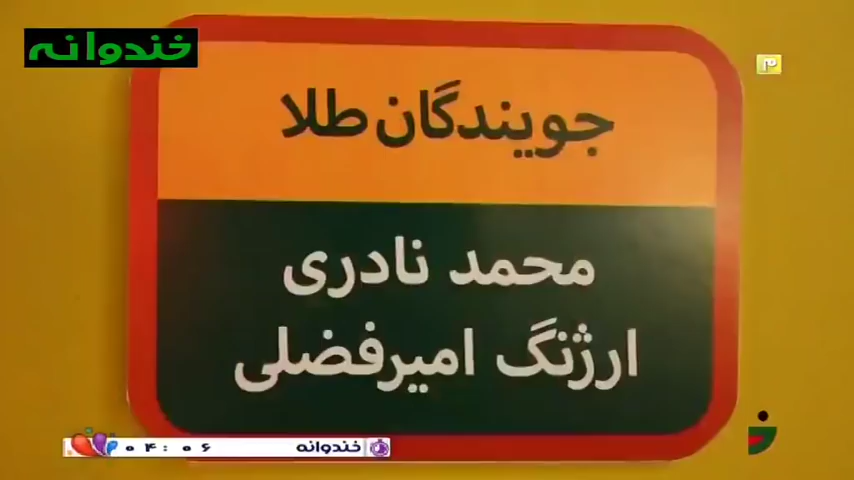 خندوانه
۳
جویندگان طلا
محمد نادری
ارژنگ امیرفضلی
۰۴:۰۶ خندوانه